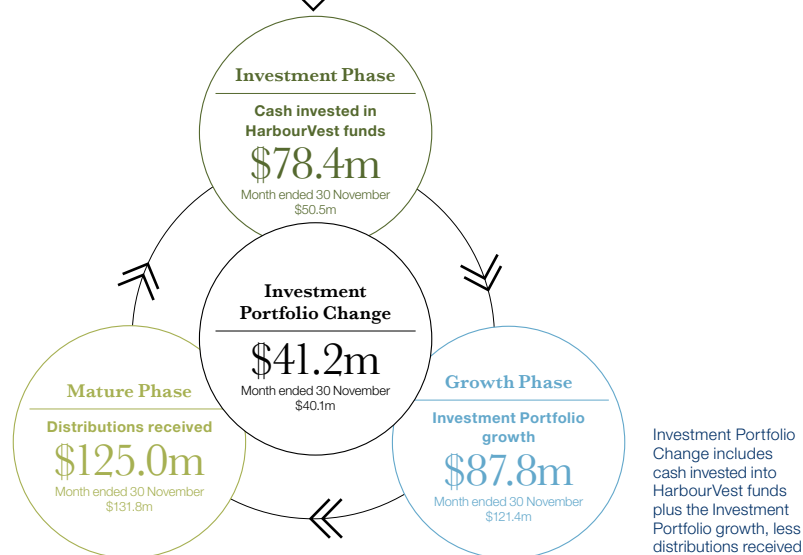 Investment Phase
Cash invested in
HarbourVest funds
$78.4m
Month ended 30 November
$50.5m
Investment
Portfolio Change
$41.2m
Month ended 30 November
$40.1m
Mature Phase
Distributions received
$125.0m
Month ended 30 November
$131.8m
Growth Phase
Investment Portfolio
growth
$87.8m
Month ended 30 November
$121.4m
Investment Portfolio
Change includes
cash invested into
HarbourVest funds
plus the Investment
Portfolio growth, less
distributions received